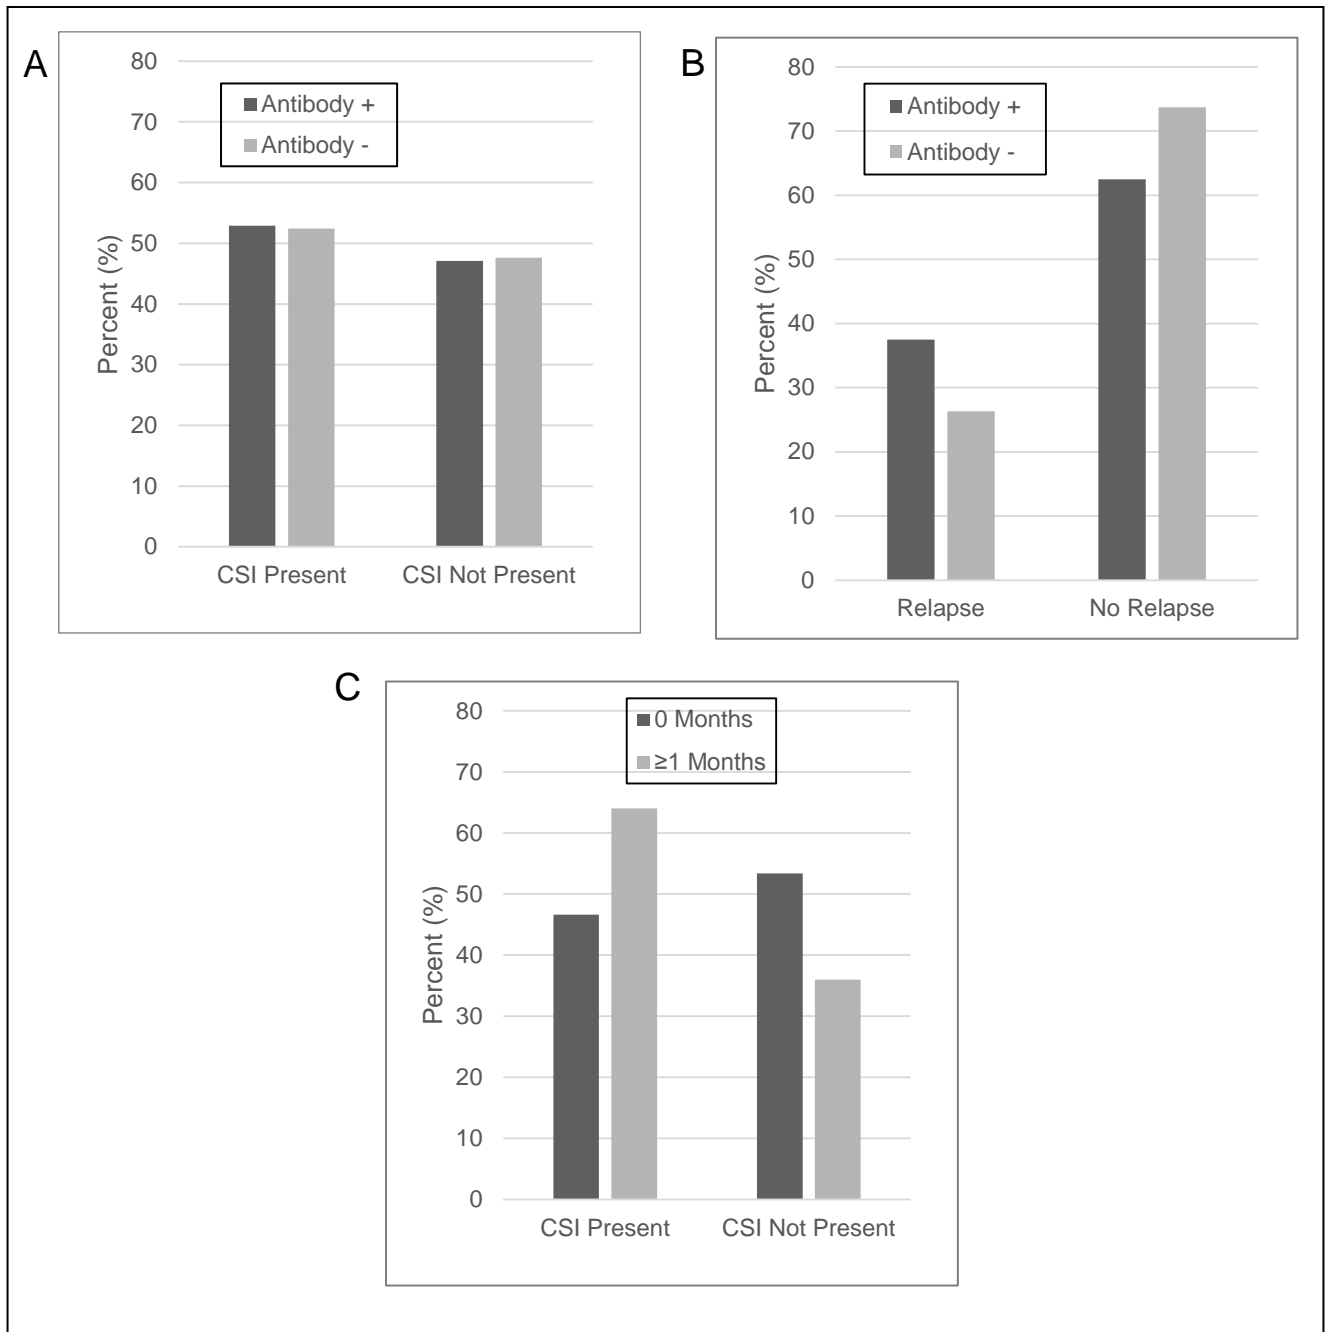 A
80
70
60
50
40
30
20
10
0
Percent (%)
Antibody +
Antibody -
CSI Present CSI Not Present
B
80
70
60
50
40
30
20
10
0
Percent (%)
Antibody +
Antibody -
Relapse No Relapse
C
80
70
60
50
40
30
20
10
0
Percent (%)
0 Months
≥1 Months
CSI Present CSI Not Present